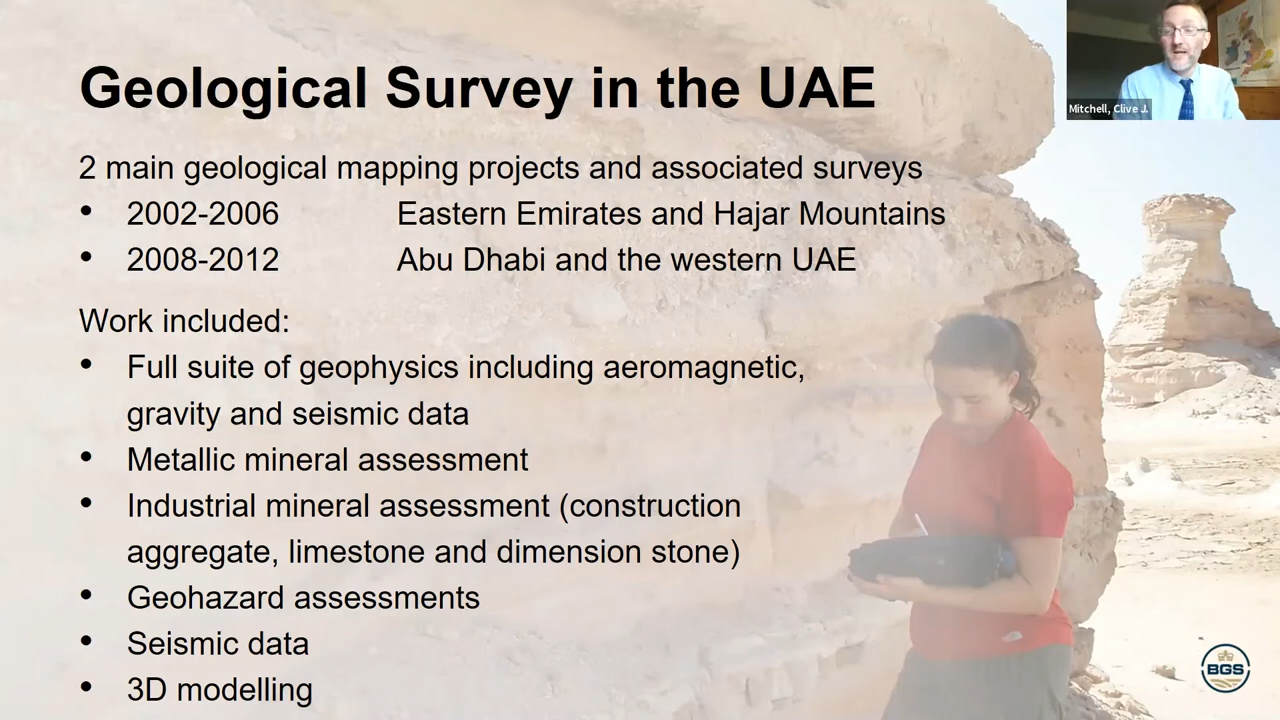 Geological Survey in the UAE
Mitchell, Clive J.
2 main geological mapping projects and associated surveys
• 2002-2006 Eastern Emirates and Hajar Mountains
• 2008-2012 Abu Dhabi and the western UAE
Work included:
• Full suite of geophysics including aeromagnetic,
gravity and seismic data
• Metallic mineral assessment
• Industrial mineral assessment (construction
aggregate, limestone and dimension stone)
• Geohazard assessments
• Seismic data
• 3D modelling
BGS